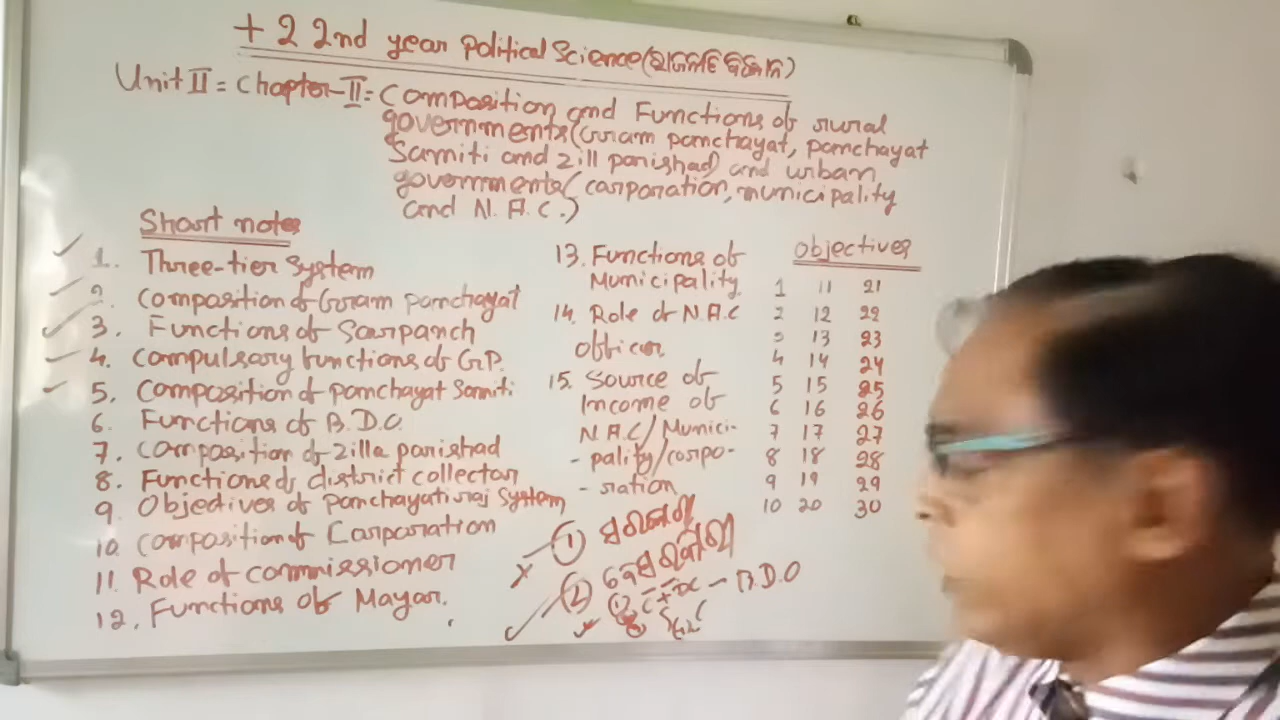 +2 2nd year Political Science (ରାଜନୀତି ବିଜ୍ଞାନ)
Unit II = Chapter-II = Composition and Functions of rural
governments (Gram panchayat, panchayat
Samiti and zill parishad) and urban
governments (corporation, municipality
and N.A.C.)
Short notes
1. Three-tier System
2. Composition of Gram panchayat
3. Functions of Sarpanch
4. Compulsory functions of G.P.
5. Composition of panchayat Samiti
6. Functions of B.D.O.
7. Composition of zilla parishad
8. Functions of district collector
9. Objectives of panchayati raj System
10. Composition of Corporation
11. Role of commissioner
12. Functions of Mayor.
13. Functions of
Municipality
14. Role of N.A.C
officer
15. Source of
Income of
N.A.C/Munici-
- pality/corpo-
- ration
objectives
1 11 21
2 12 22
3 13 23
4 14 24
5 15 25
6 16 26
7 17 27
8 18 28
9 19 29
10 20 30
① ସରକାରୀ
② ବେସରକାରୀ
B.D.O